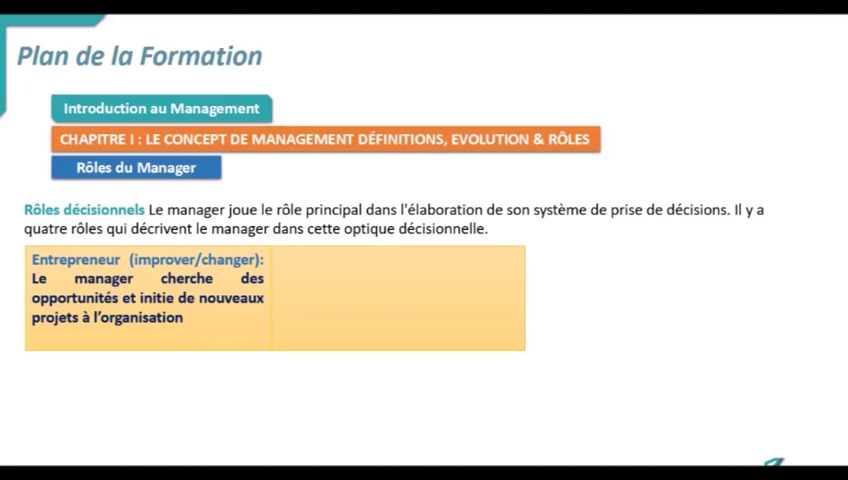 Plan de la Formation
Introduction au Management
CHAPITRE I : LE CONCEPT DE MANAGEMENT DÉFINITIONS, EVOLUTION & RÔLES
Rôles du Manager
Rôles décisionnels Le manager joue le rôle principal dans l'élaboration de son système de prise de décisions. Il y a
quatre rôles qui décrivent le manager dans cette optique décisionnelle.
Entrepreneur (improver/changer):
Le manager cherche des
opportunités et initie de nouveaux
projets à l'organisation